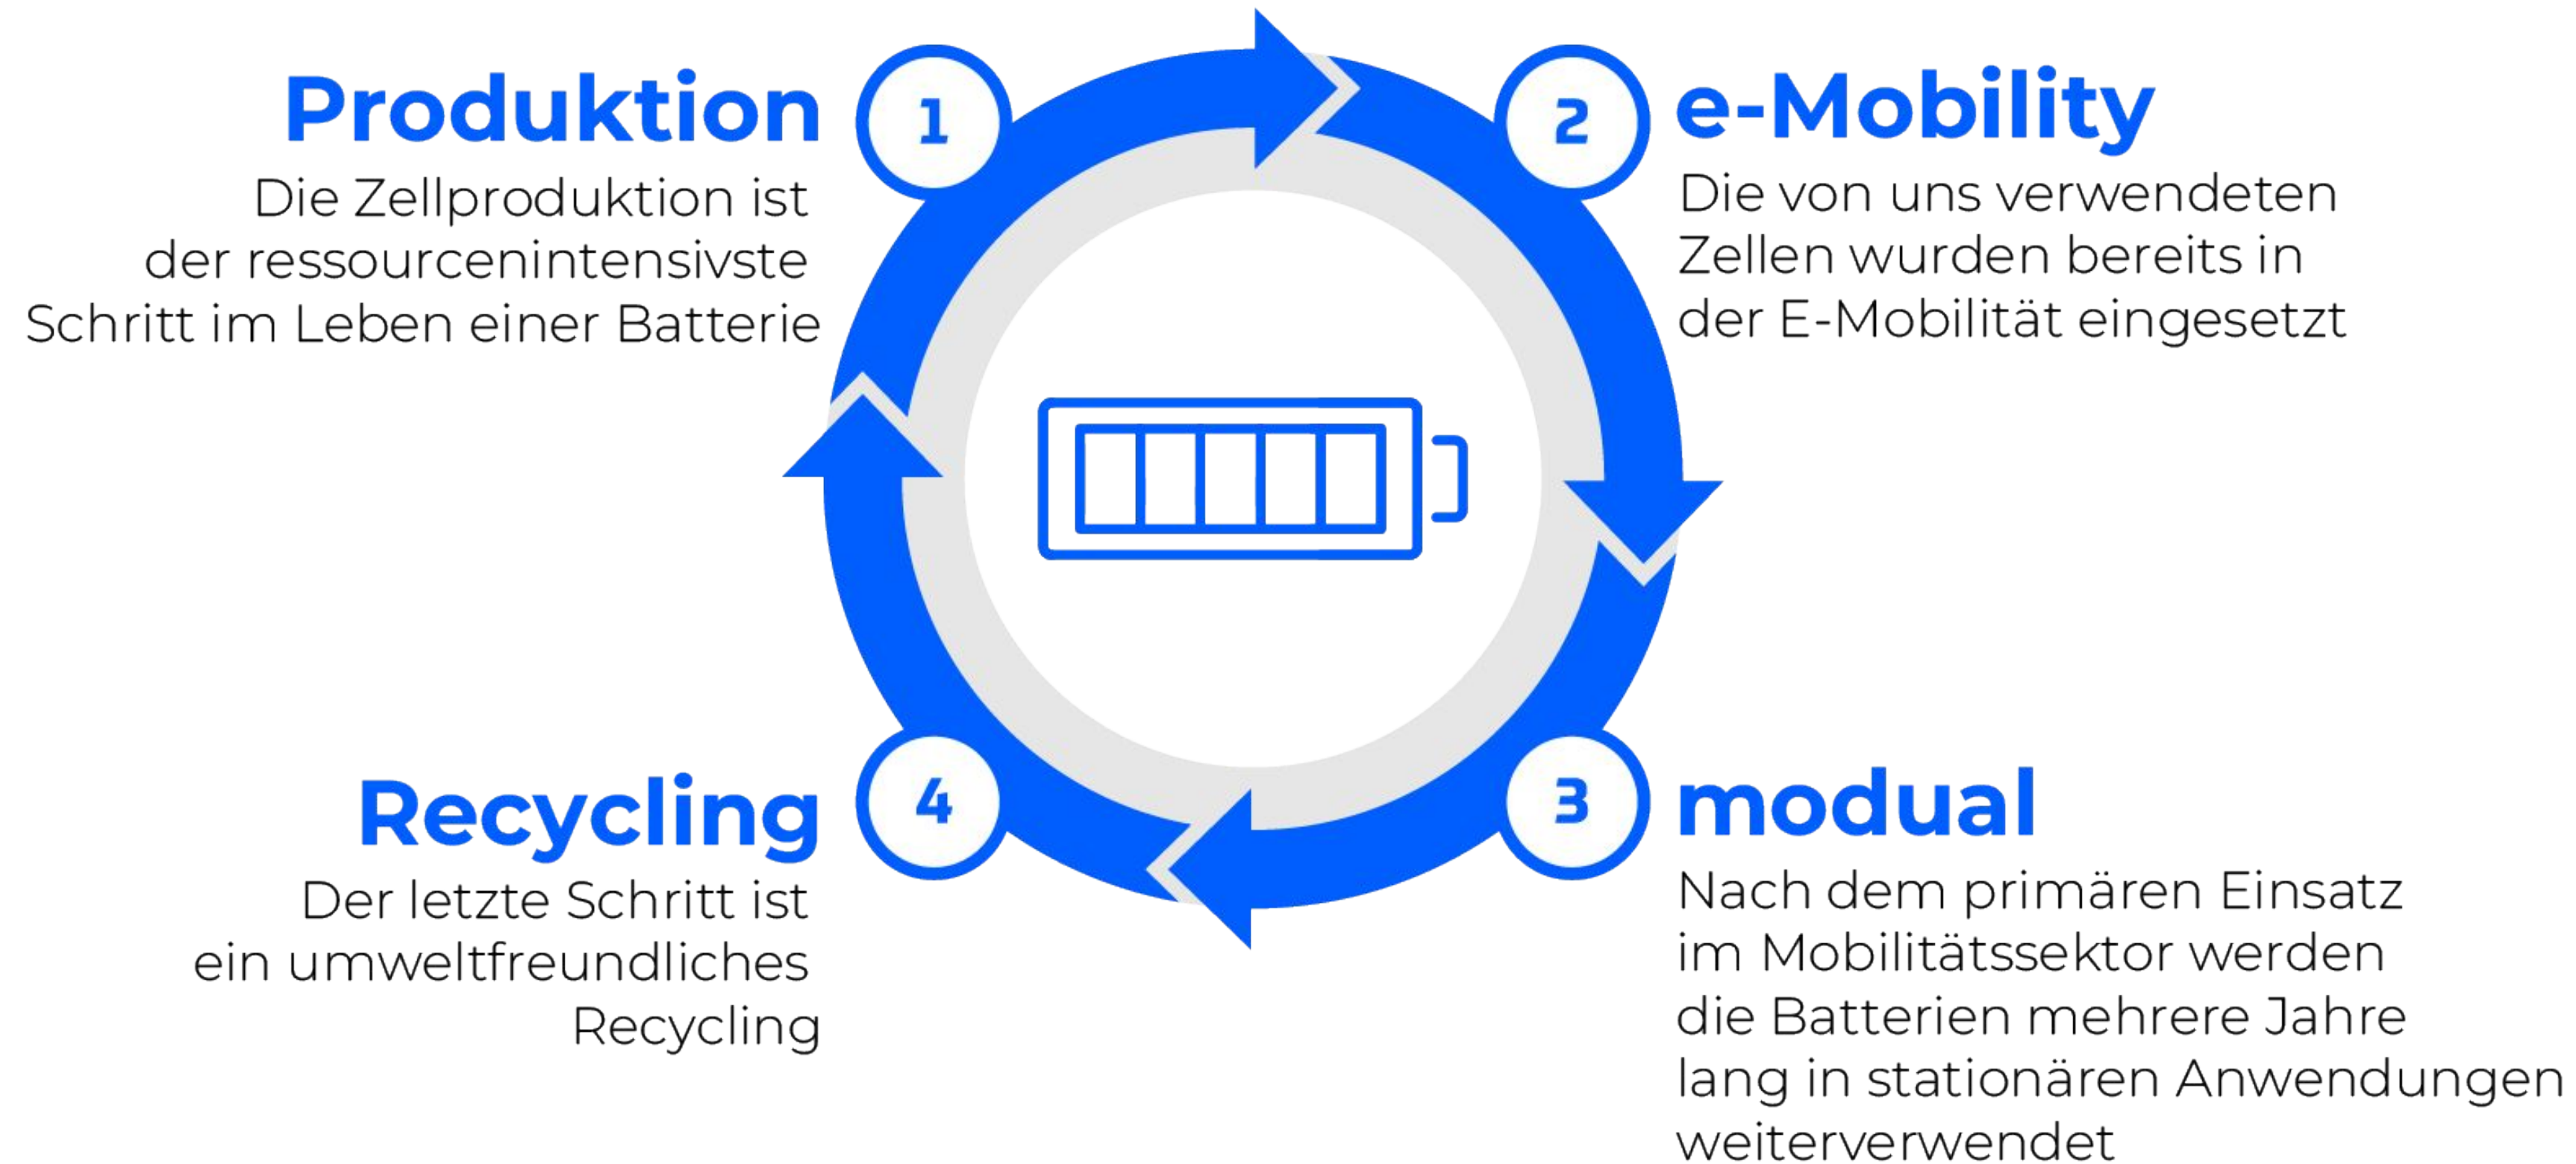 Produktion
1
Die Zellproduktion ist
der ressourcenintensivste
Schritt im Leben einer Batterie
2
e-Mobility
Die von uns verwendeten
Zellen wurden bereits in
der E-Mobilität eingesetzt
3
modual
Nach dem primären Einsatz
im Mobilitätssektor werden
die Batterien mehrere Jahre
lang in stationären Anwendungen
weiterverwendet
Recycling
4
Der letzte Schritt ist
ein umweltfreundliches
Recycling